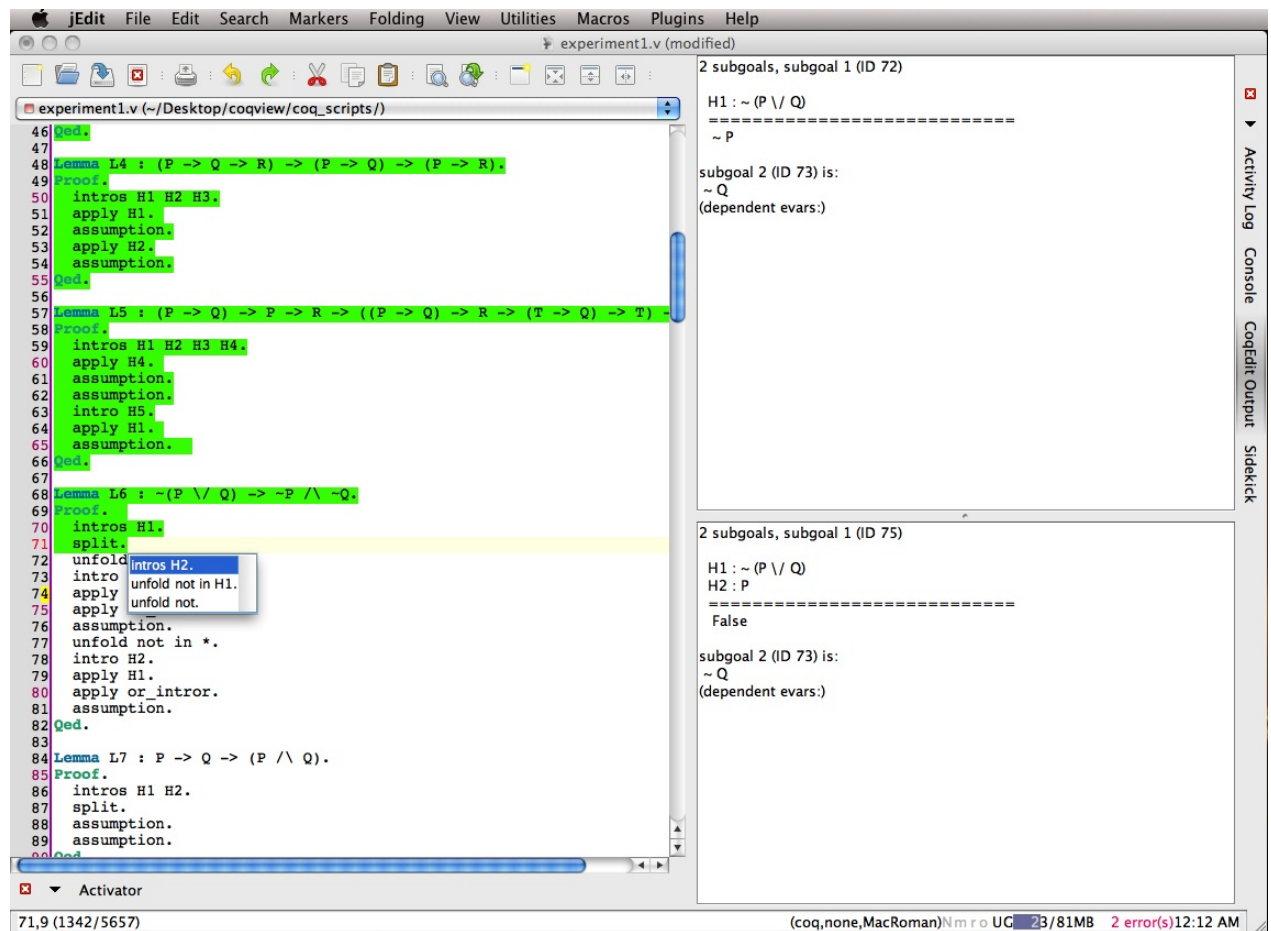 jEdit File Edit Search Markers Folding View Utilities Macros Plugins Help
experiment1.v (modified)
experiment1.v (~/Desktop/coqview/coq_scripts/)
46 Qed.
47
48 Lemma L4 : (P -> Q -> R) -> (P -> Q) -> (P -> R).
49 Proof.
50 intros H1 H2 H3.
51 apply H1.
52 assumption.
53 apply H2.
54 assumption.
55 Qed.
56
57 Lemma L5 : (P -> Q) -> P -> R -> ((P -> Q) -> R -> (T -> Q) -> T) -
58 Proof.
59 intros H1 H2 H3 H4.
60 apply H4.
61 assumption.
62 assumption.
63 intro H5.
64 apply H1.
65 assumption.
66 Qed.
67
68 Lemma L6 : ~(P \/ Q) -> ~P /\ ~Q.
69 Proof.
70 intros H1.
71 split.
72 unfold
73 intro
74 apply
75 apply
intros H2.
unfold not in H1.
unfold not.
76 assumption.
77 unfold not in *.
78 intro H2.
79 apply H1.
80 apply or_intror.
81 assumption.
82 Qed.
83
84 Lemma L7 : P -> Q -> (P /\ Q).
85 Proof.
86 intros H1 H2.
87 split.
88 assumption.
89 assumption.
90 Qed
2 subgoals, subgoal 1 (ID 72)
H1 : ~ (P \/ Q)
============================
~ P
subgoal 2 (ID 73) is:
~ Q
(dependent evars:)
2 subgoals, subgoal 1 (ID 75)
H1 : ~ (P \/ Q)
H2 : P
============================
False
subgoal 2 (ID 73) is:
~ Q
(dependent evars:)
Activity Log
Console
CoqEdit Output
Sidekick
Activator
71,9 (1342/5657)
(coq,none,MacRoman)N m r o UG 23/81MB 2 error(s)12:12 AM